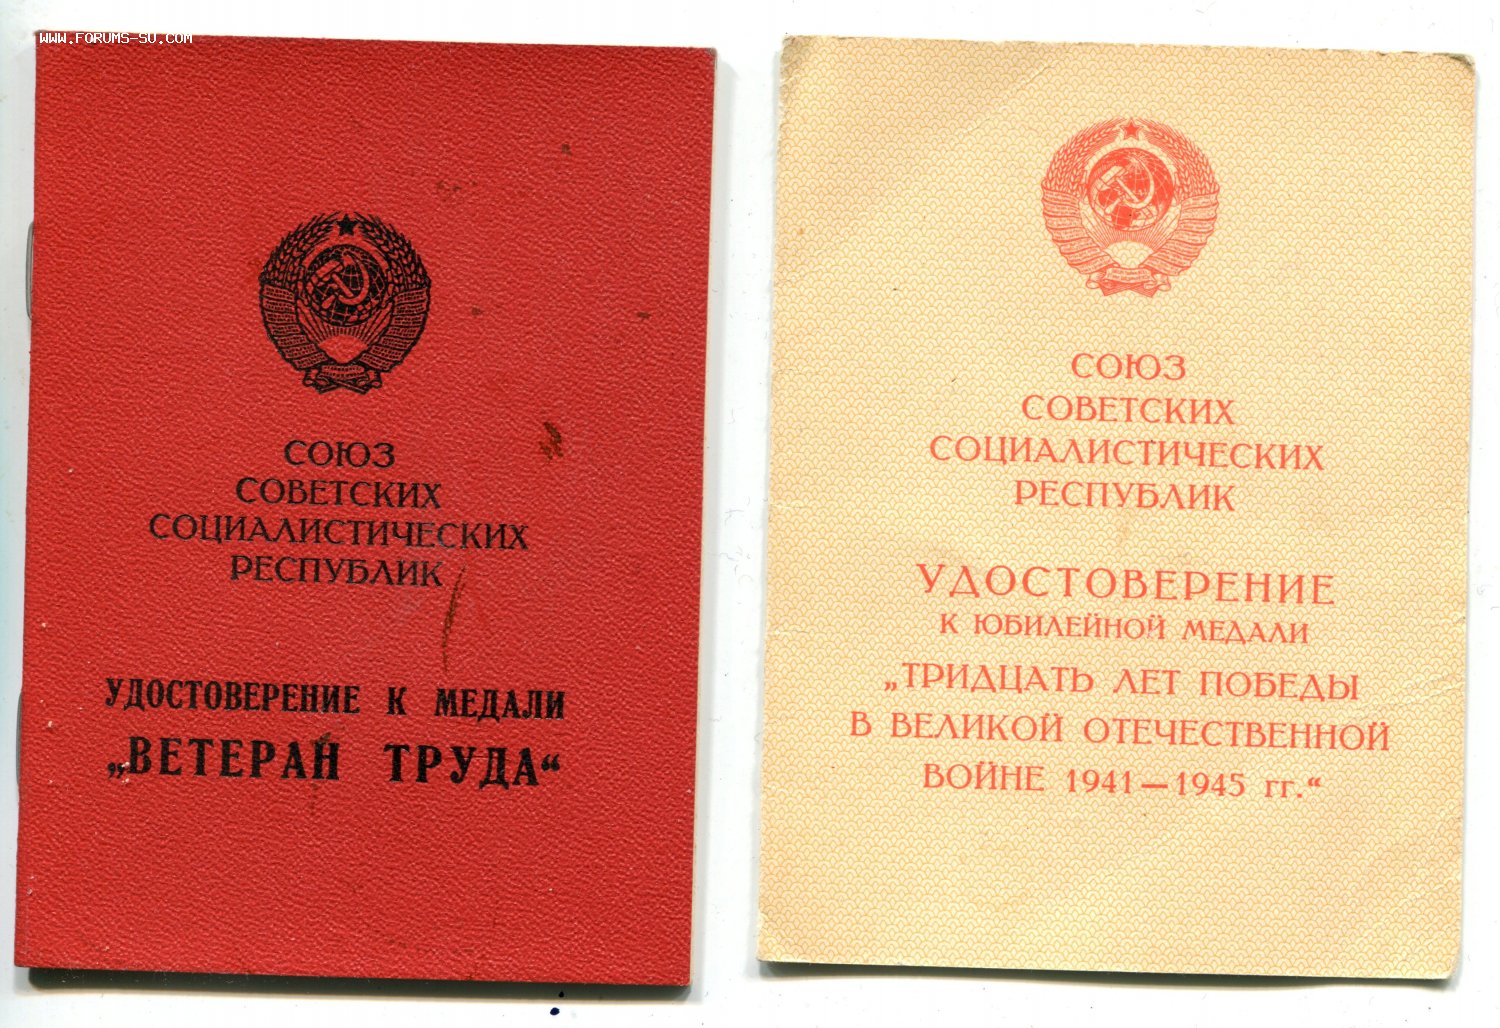 www.forums-su.com
СОЮЗ
СОВЕТСКИХ
СОЦИАЛИСТИЧЕСКИХ
РЕСПУБЛИК
УДОСТОВЕРЕНИЕ К МЕДАЛИ
„ВЕТЕРАН ТРУДА“
СОЮЗ
СОВЕТСКИХ
СОЦИАЛИСТИЧЕСКИХ
РЕСПУБЛИК
УДОСТОВЕРЕНИЕ
К ЮБИЛЕЙНОЙ МЕДАЛИ
„ТРИДЦАТЬ ЛЕТ ПОБЕДЫ
В ВЕЛИКОЙ ОТЕЧЕСТВЕННОЙ
ВОЙНЕ 1941—1945 гг.“